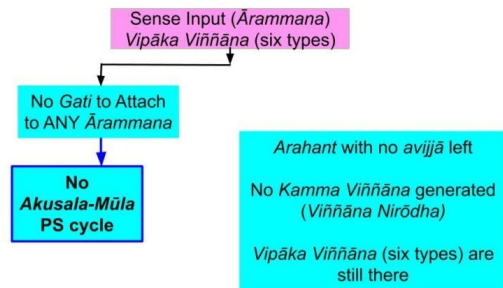 Sense Input (Ārammana)
Vipāka Viññāna (six types)
No Gati to Attach
to ANY Ārammana
No
Akusala-Mūla
PS cycle
Arahant with no avijjā left
No Kamma Viññāna generated
(Viññāna Nirōdha)
Vipāka Viññāna (six types) are
still there